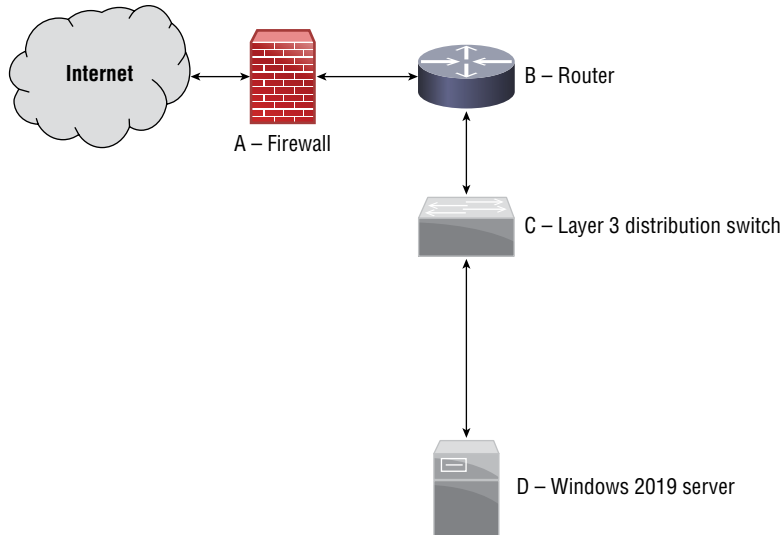 Internet
A – Firewall
B – Router
C – Layer 3 distribution switch
D – Windows 2019 server